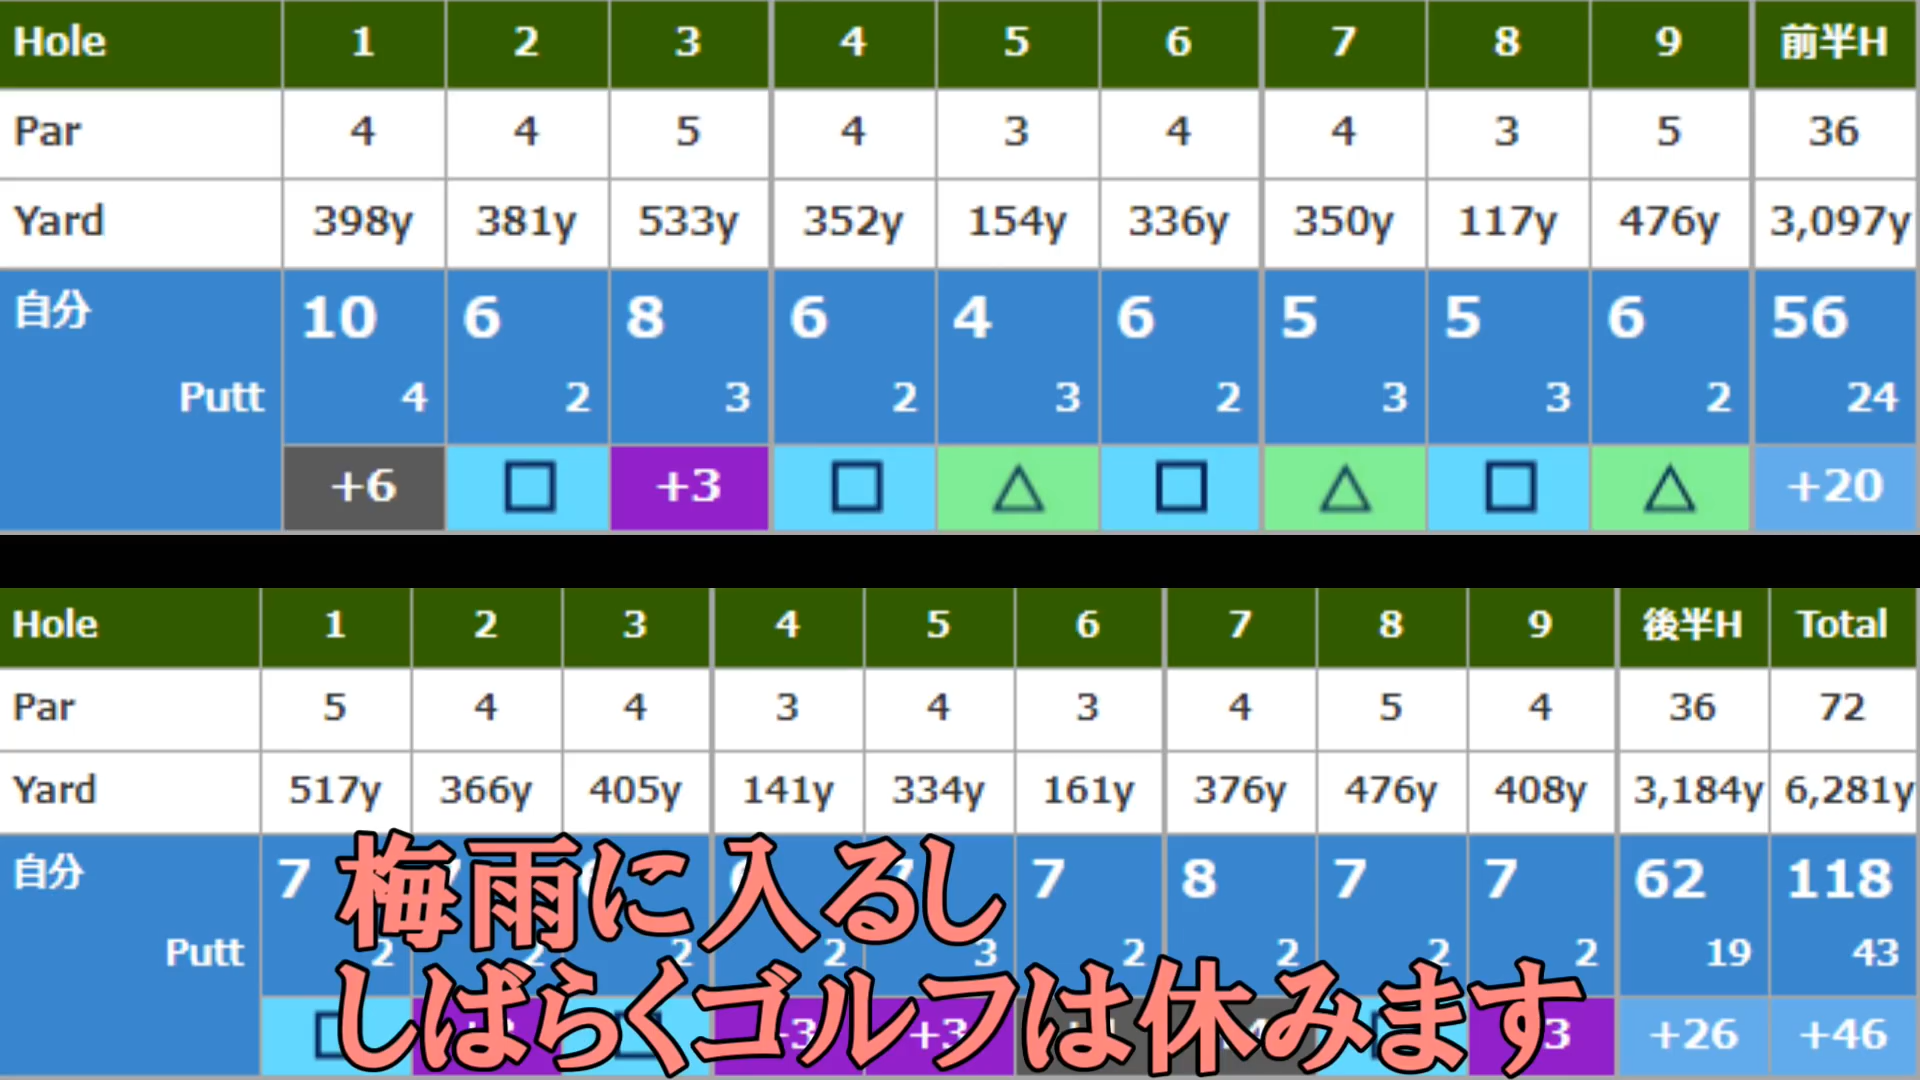 Hole 1 2 3 4 5 6 7 8 9 前半H
Par 4 4 5 4 3 4 4 3 5 36
Yard 398y 381y 533y 352y 154y 336y 350y 117y 476y 3,097y
自分 10 6 8 6 4 6 5 5 6 56
Putt 4 2 3 2 3 2 3 3 2 24
+6 □ +3 □ △ □ △ □ △ +20
Hole 1 2 3 4 5 6 7 8 9 後半H Total
Par 5 4 4 3 4 3 4 5 4 36 72
Yard 517y 366y 405y 141y 334y 161y 376y 476y 408y 3,184y 6,281y
自分 7 7 7 8 7 7 62 118
Putt 2 2 2 2 3 2 2 2 2 19 43
□ □ +3 +3 □ +26 +46
梅雨に入るし
しばらくゴルフは休みます